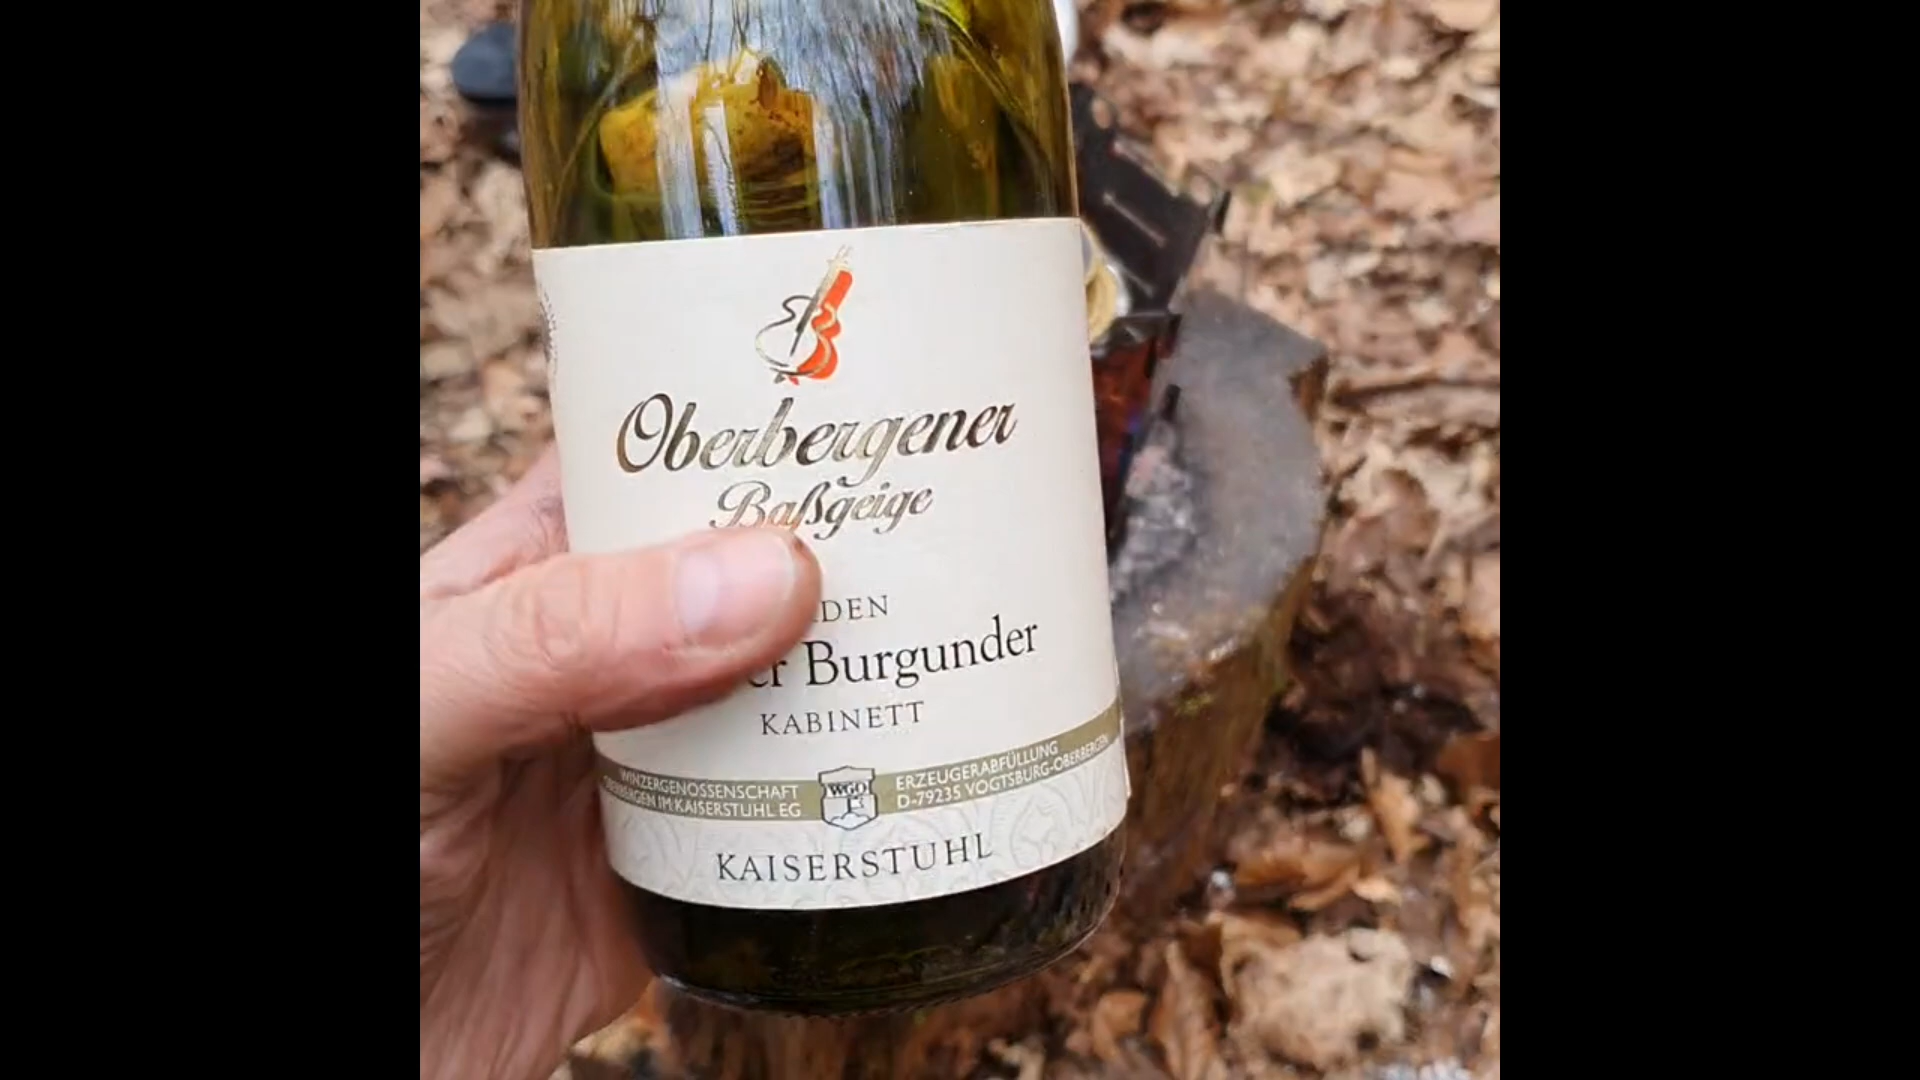 Oberbergener
Baßgeige
DEN
er Burgunder
KABINETT
WINZERGENOSSENSCHAFT
OBERBERGEN IM KAISERSTUHL EG
WGO
ERZEUGERABFÜLLUNG
D-79235 VOGTSBURG-OBERBERGEN
KAISERSTUHL